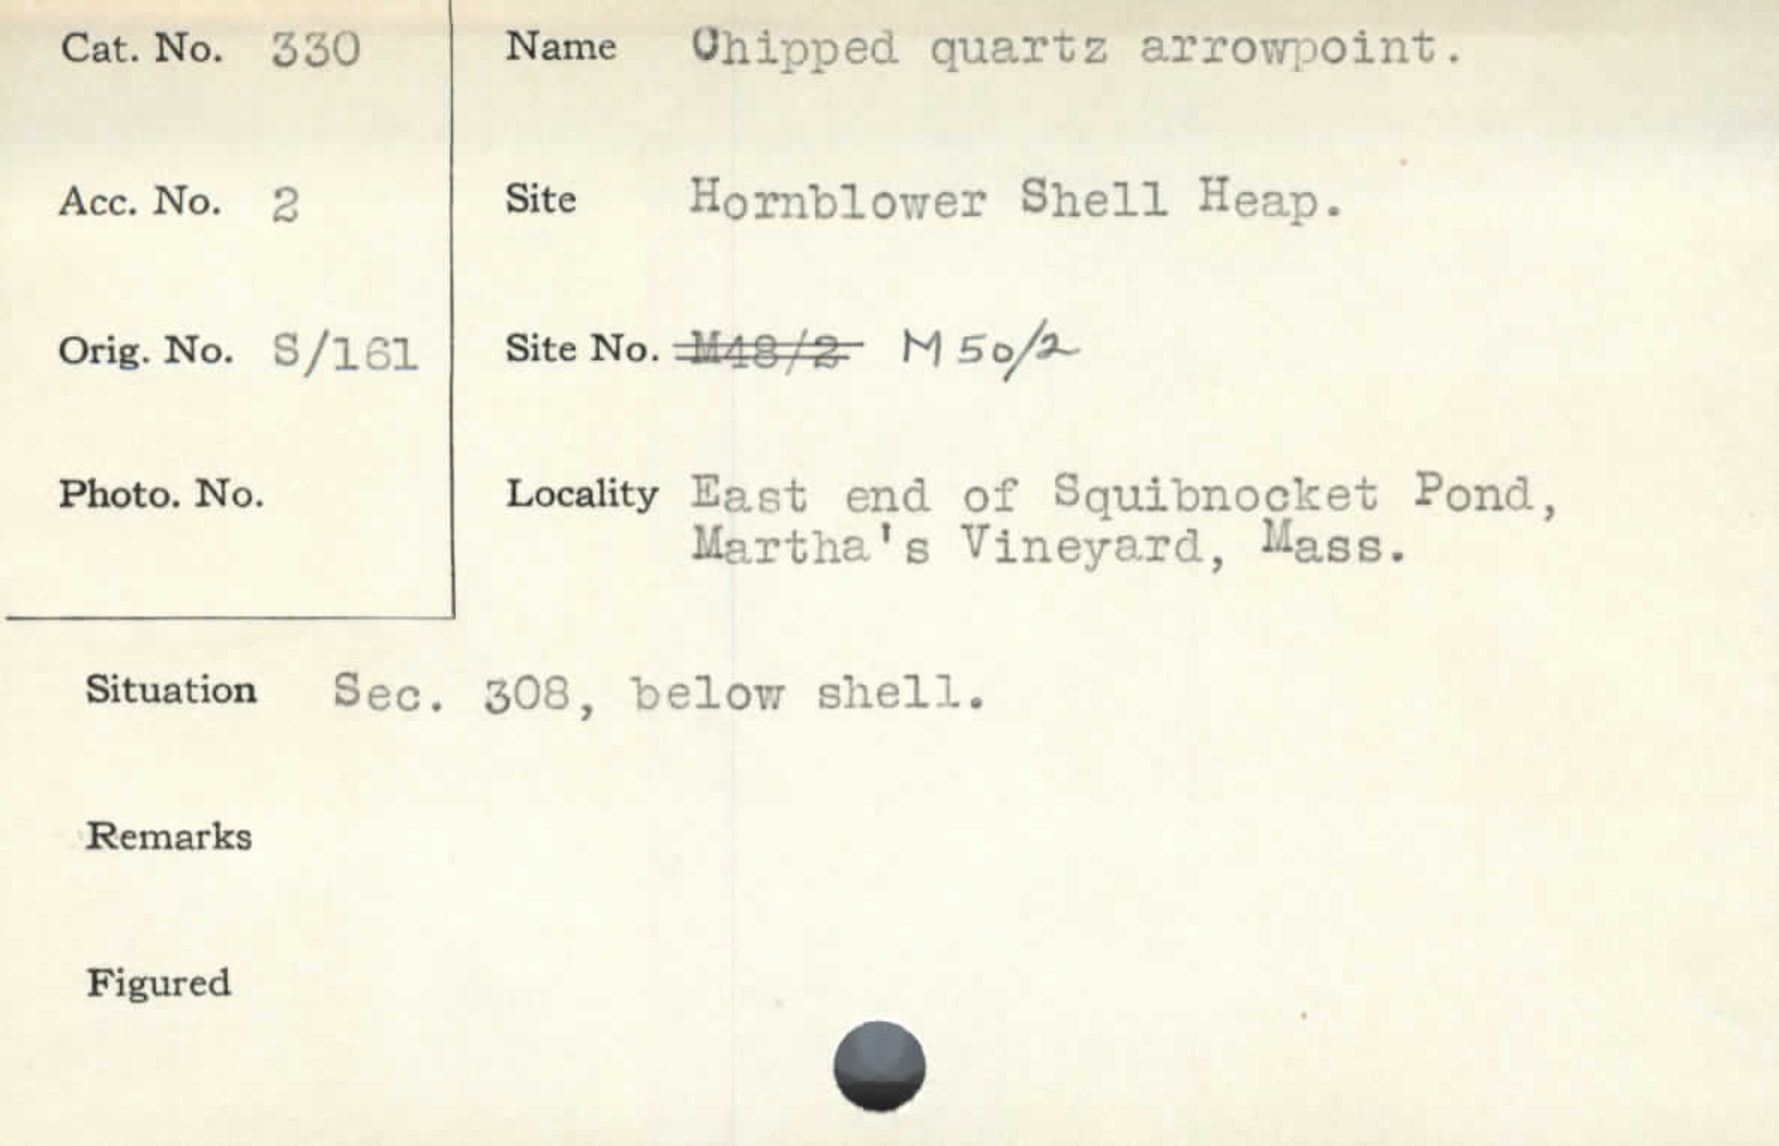 Cat. No. 330
Name Chipped quartz arrowpoint.
Acc. No. 2
Site Hornblower Shell Heap.
Orig. No. S/161
Site No. M48/2 M50/2
Photo. No.
Locality East end of Squibnocket Pond,
Martha's Vineyard, Mass.
Situation Sec. 308, below shell.
Remarks
Figured